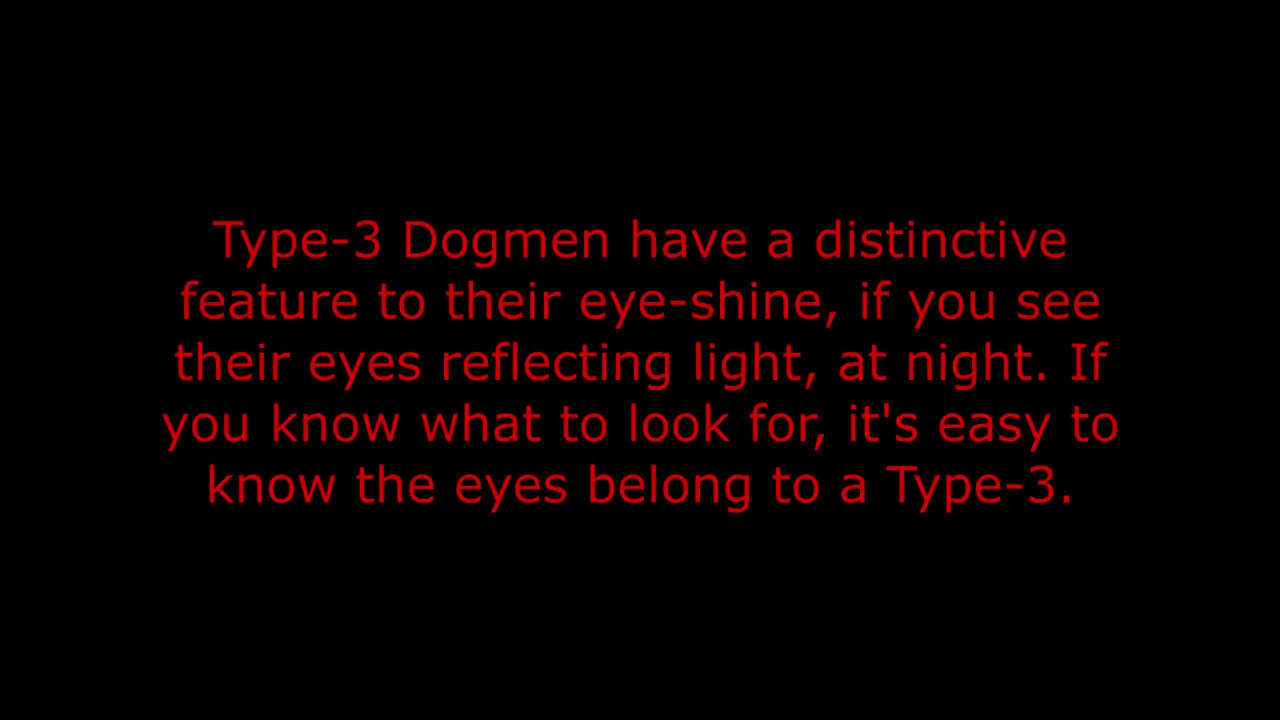 Type-3 Dogmen have a distinctive
feature to their eye-shine, if you see
their eyes reflecting light, at night. If
you know what to look for, it's easy to
know the eyes belong to a Type-3.